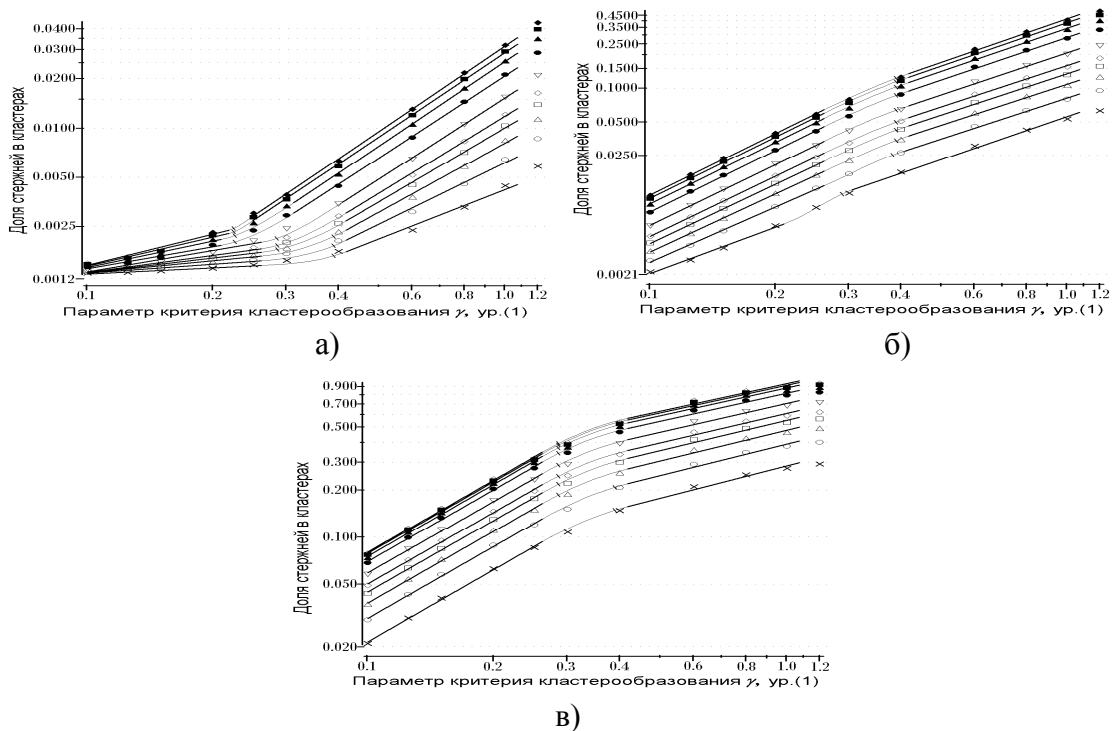 0.0400
0.0300
0.0200
0.0100
0.0050
0.0025
0.0012
Доля стержней в кластерах
0.1 0.2 0.3 0.4 0.6 0.8 1.0 1.2
Параметр критерия кластерообразования γ, ур.(1)
а)
0.4500
0.3500
0.2500
0.1500
0.1000
0.0500
0.0250
0.0021
Доля стержней в кластерах
0.1 0.2 0.3 0.4 0.6 0.8 1.0 1.2
Параметр критерия кластерообразования γ, ур.(1)
б)
0.900
0.700
0.500
0.300
0.200
0.100
0.050
0.020
Доля стержней в кластерах
0.1 0.2 0.3 0.4 0.6 0.8 1.0 1.2
Параметр критерия кластерообразования γ, ур.(1)
в)